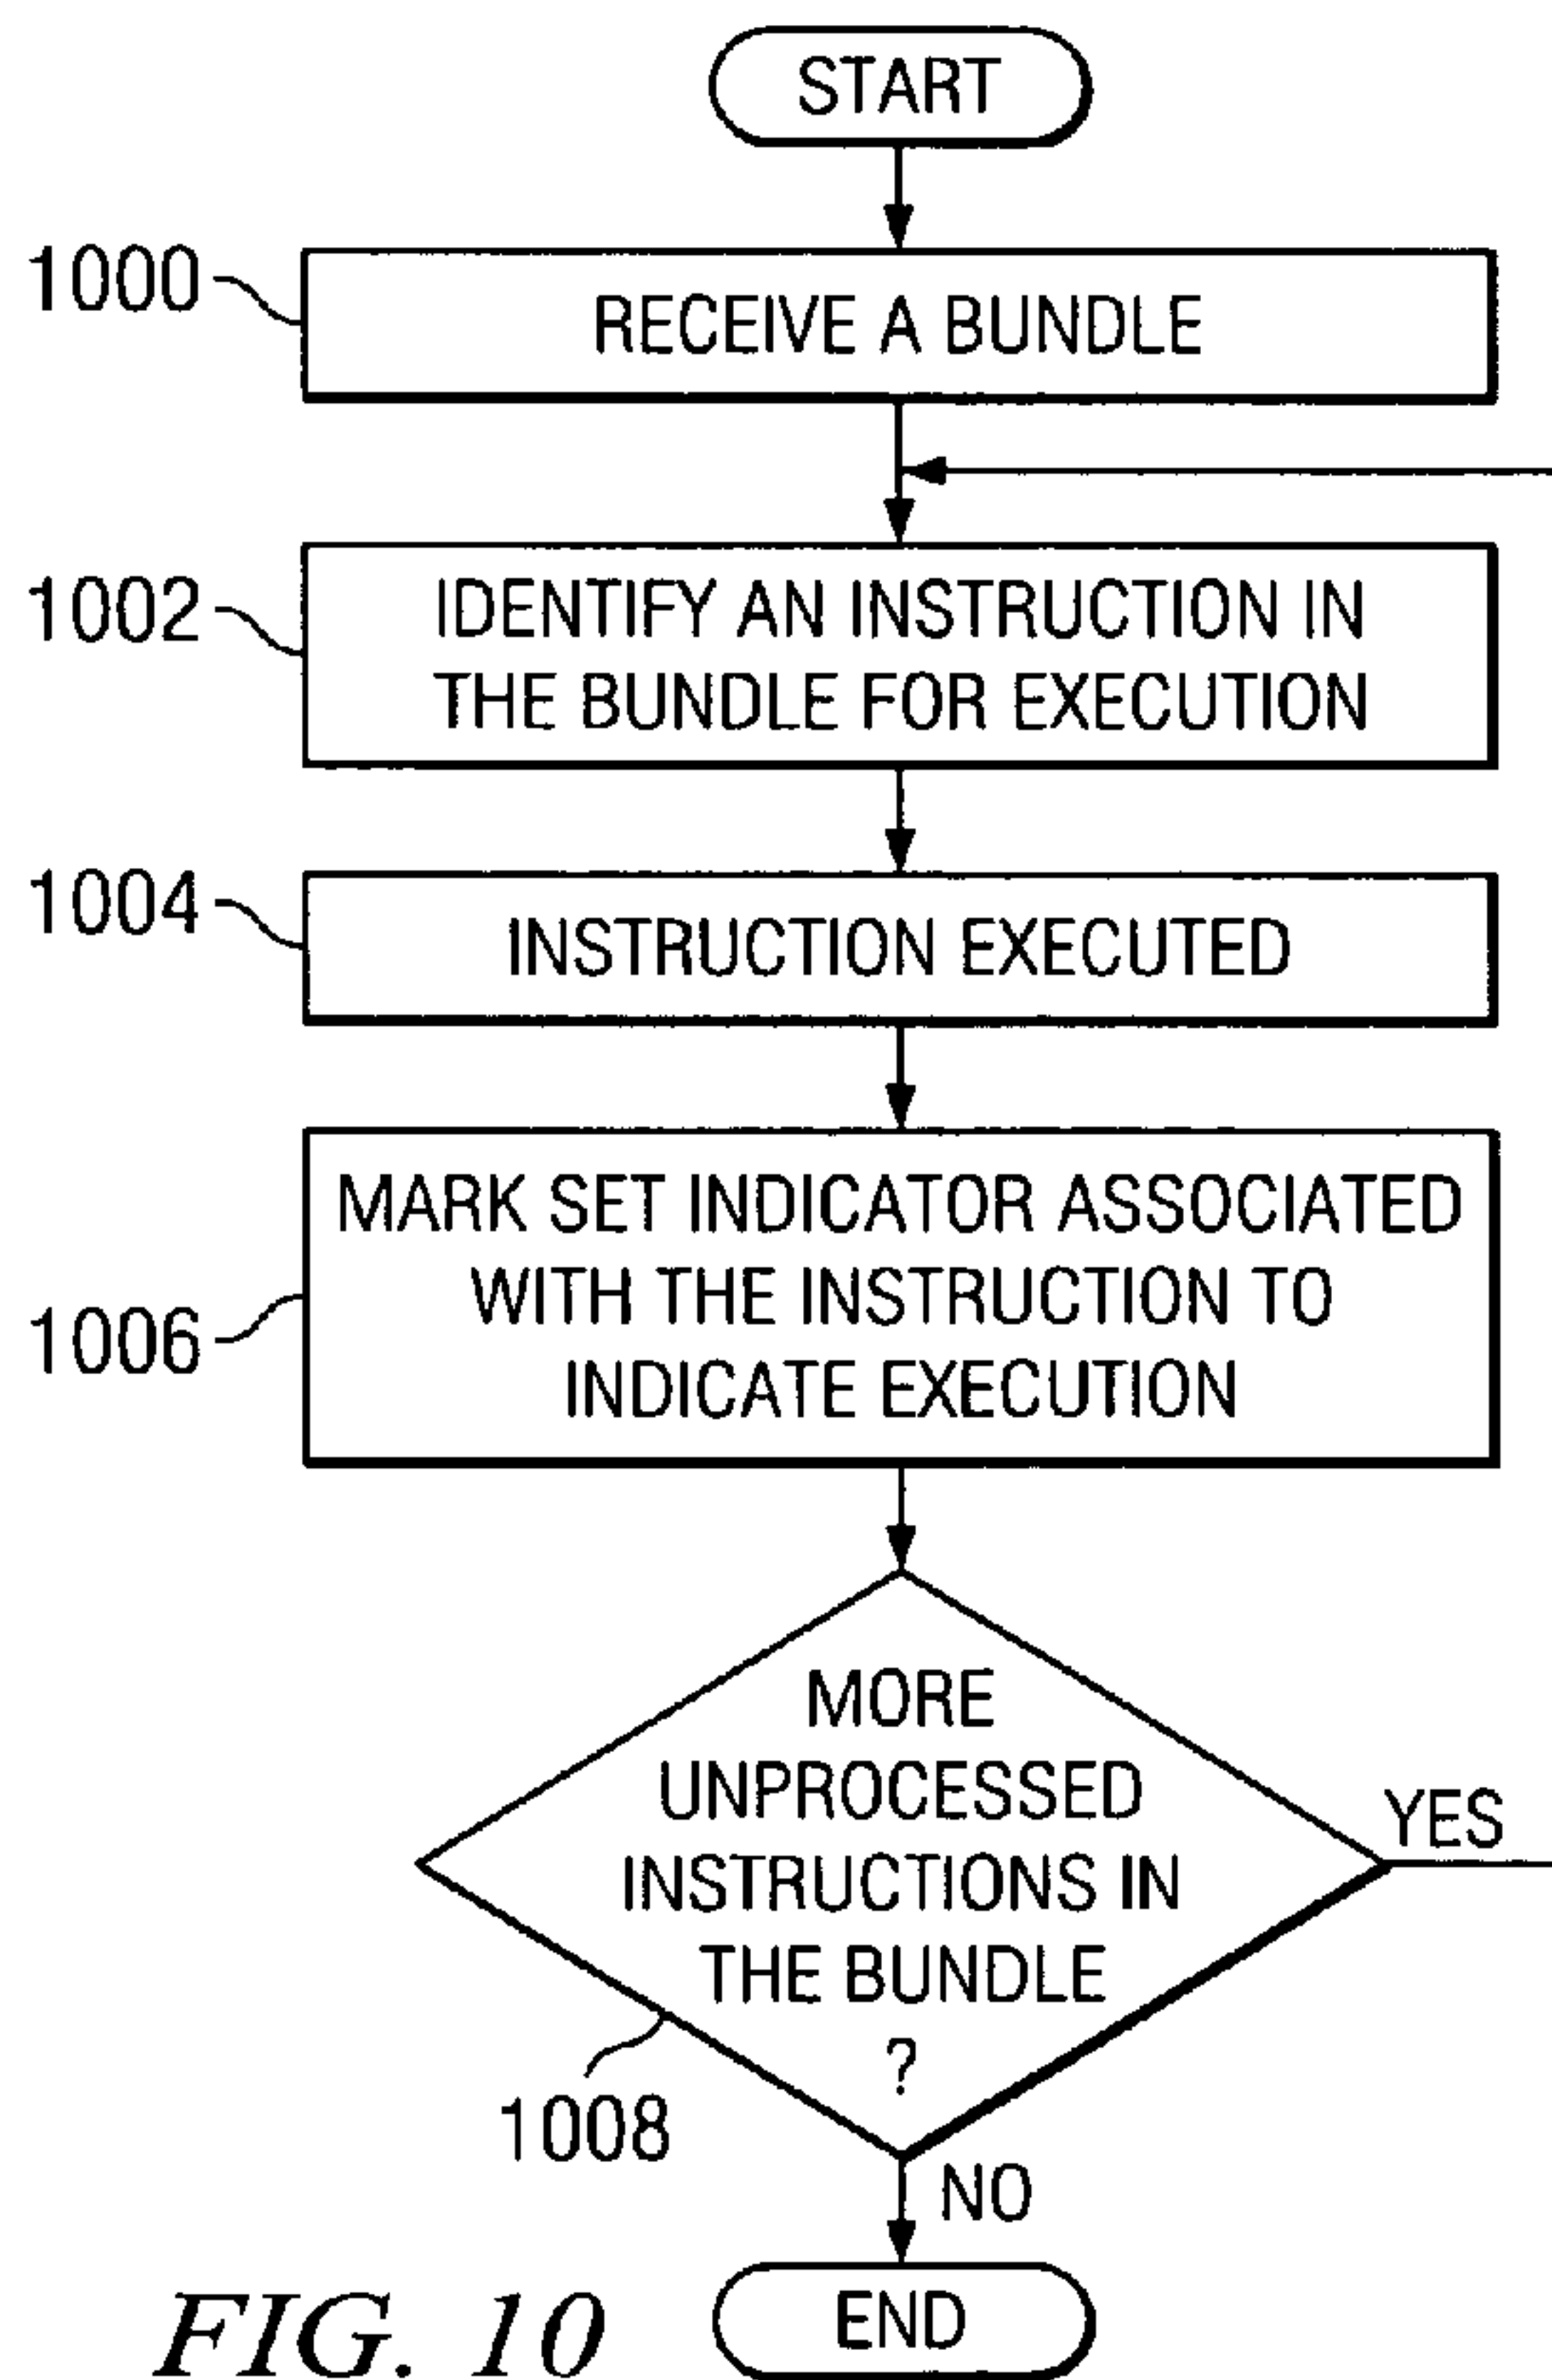 START
1000
RECEIVE A BUNDLE
1002
IDENTIFY AN INSTRUCTION IN
THE BUNDLE FOR EXECUTION
1004
INSTRUCTION EXECUTED
1006
MARK SET INDICATOR ASSOCIATED
WITH THE INSTRUCTION TO
INDICATE EXECUTION
MORE
UNPROCESSED
INSTRUCTIONS IN
THE BUNDLE
?
YES
1008
NO
END
FIG. 10